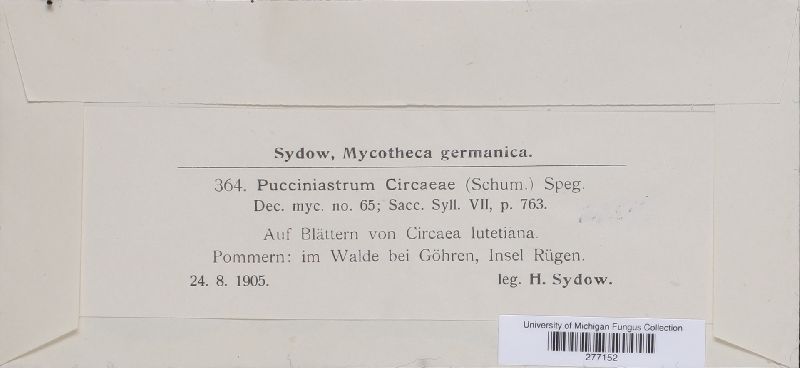 Sydow, Mycotheca germanica.
364. Pucciniastrum Circaeae (Schum.) Speg.
Dec. myc. no. 65; Sacc. Syll. VII, p. 763.
Auf Blättern von Circaea lutetiana.
Pommern: im Walde bei Göhren, Insel Rügen.
24. 8. 1905. leg. H. Sydow.
University of Michigan Fungus Collection
277152